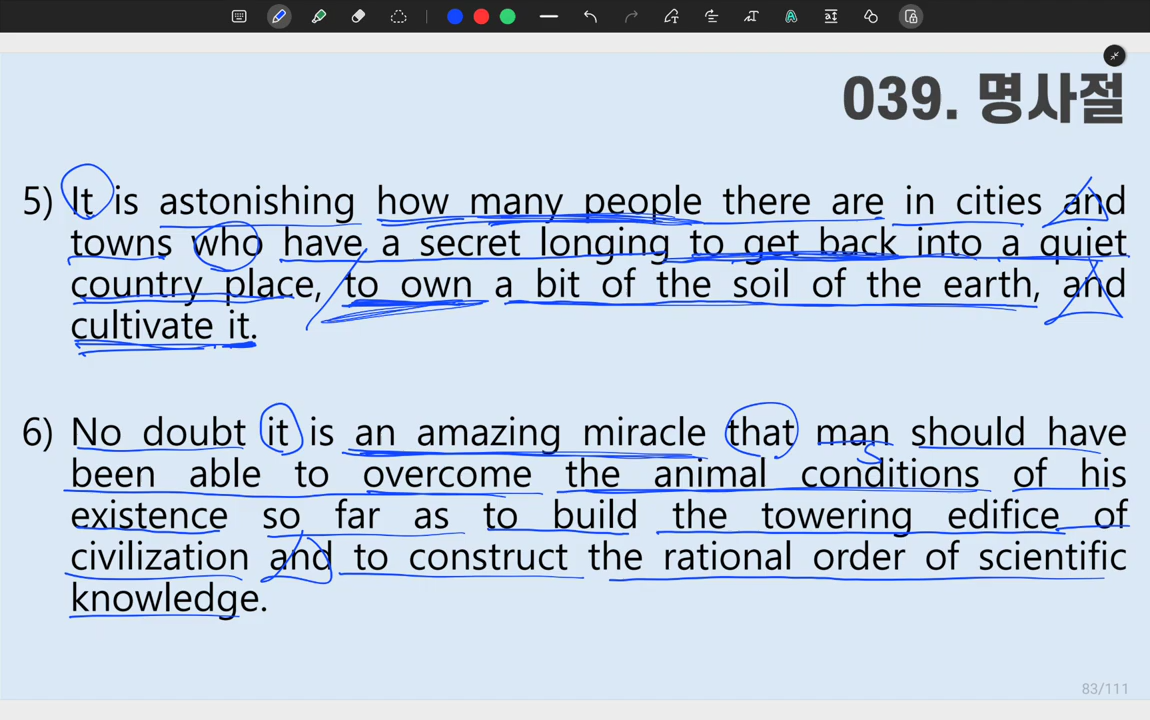 039. 명사절
5) It is astonishing how many people there are in cities and
towns who have a secret longing to get back into a quiet
country place, to own a bit of the soil of the earth, and
cultivate it.
6) No doubt it is an amazing miracle that man should have
S
been able to overcome the animal conditions of his
existence so far as to build the towering edifice of
civilization and to construct the rational order of scientific
knowledge.
83/111